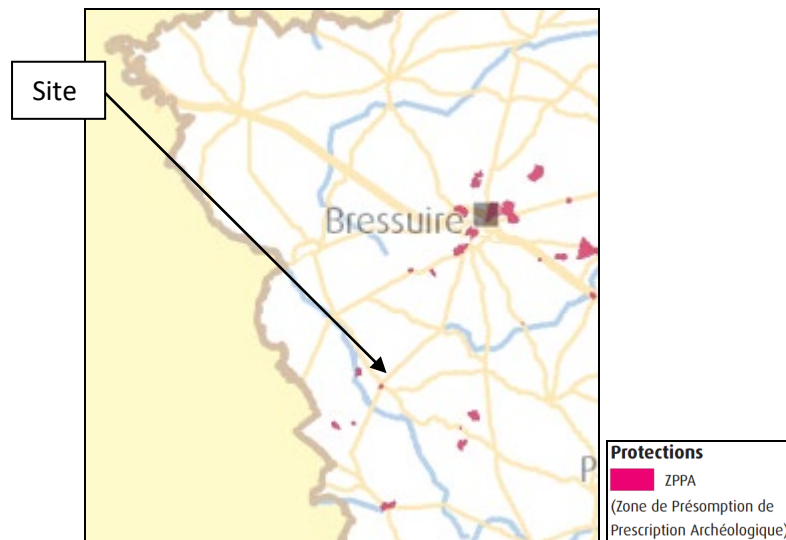 Site
Bressuire
P
Protections
ZPPA
(Zone de Présomption de
Prescription Archéologique)